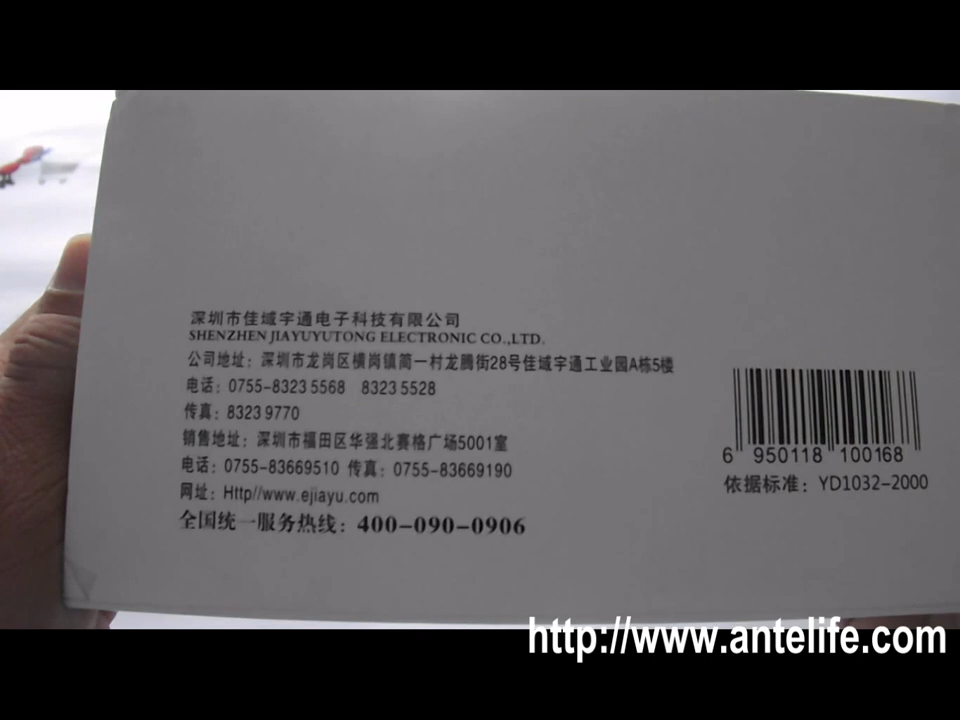 深圳市佳域宇通电子科技有限公司
SHENZHEN JIAYUYUTONG ELECTRONIC CO.,LTD.
公司地址：深圳市龙岗区横岗镇简一村龙腾街28号佳域宇通工业园A栋5楼
电话：0755-8323 5568 8323 5528
传真：8323 9770
销售地址：深圳市福田区华强北赛格广场5001室
电话：0755-83669510 传真：0755-83669190
网址：Http//www.ejiayu.com
全国统一服务热线：400-090-0906
6 950118 100168
依据标准：YD1032-2000
http://www.antelife.com